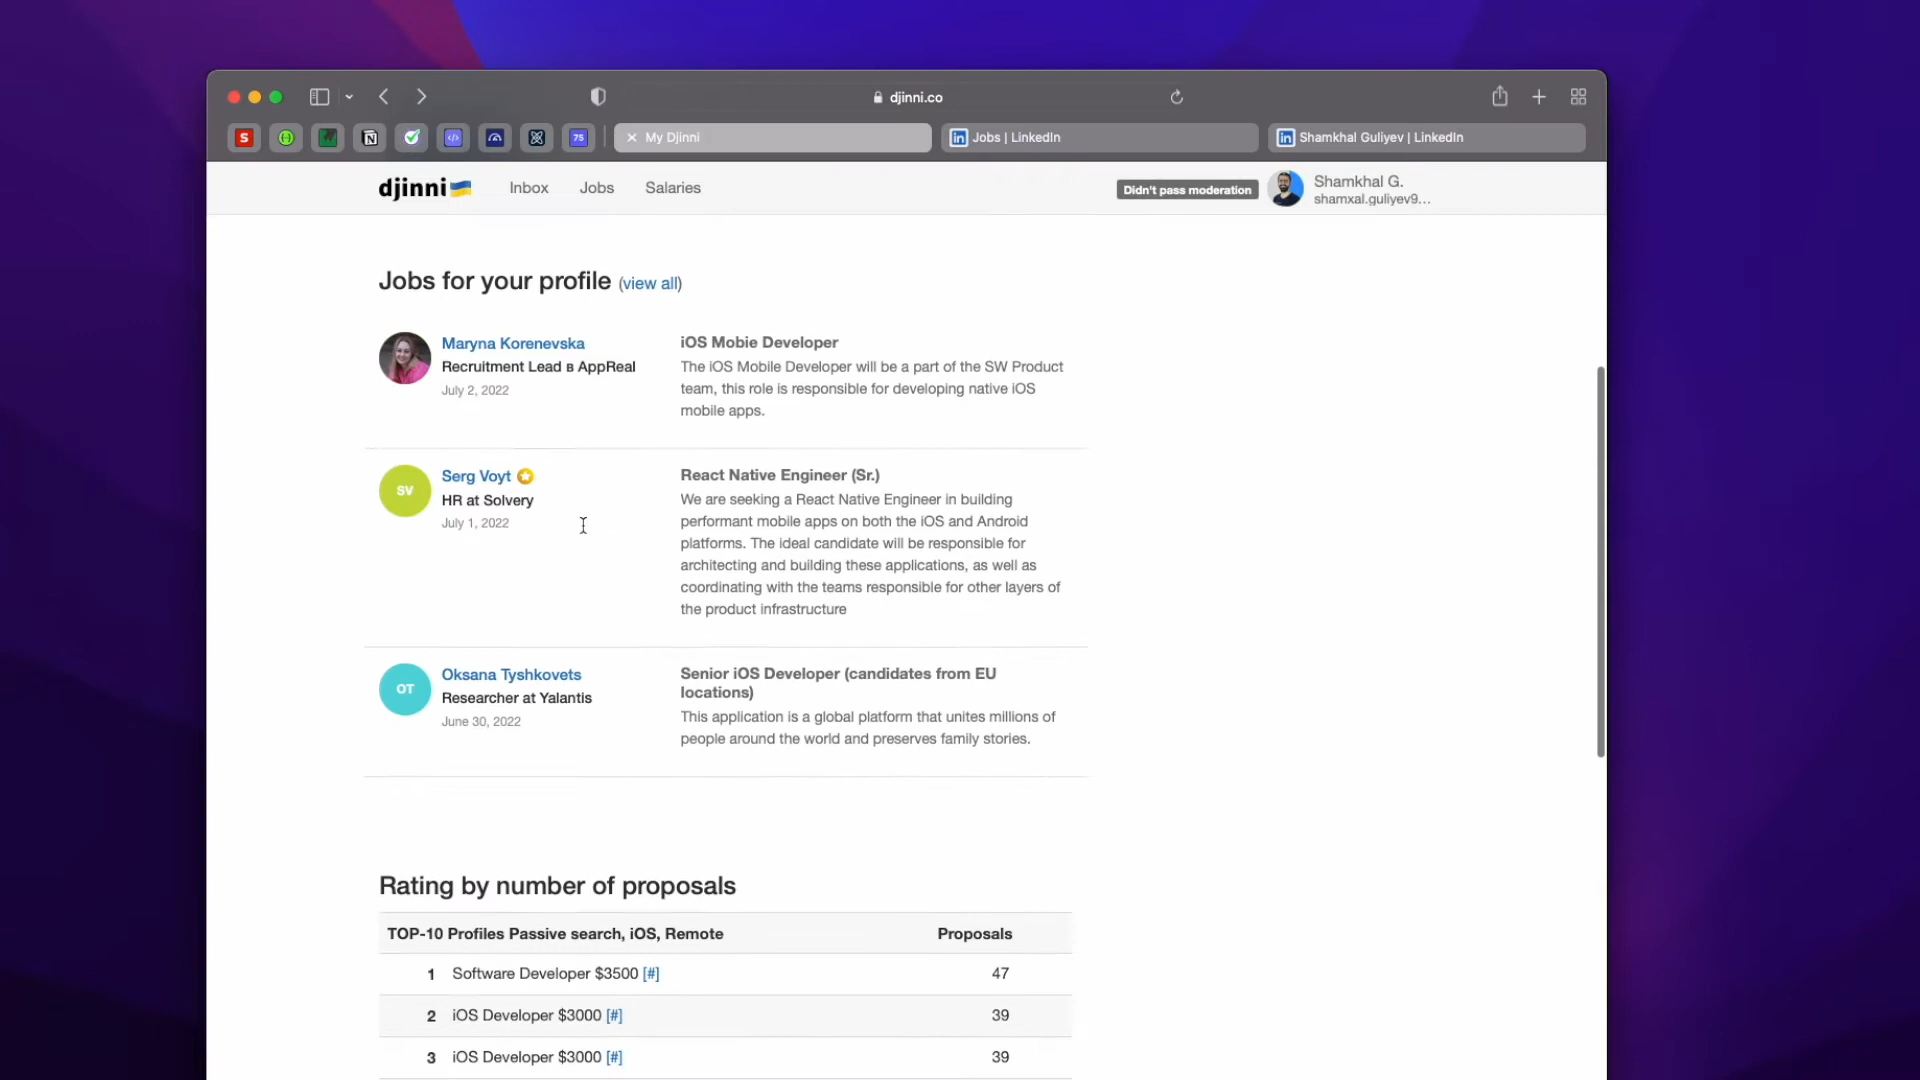 djinni.co
S
75
My Djinni
in Jobs | LinkedIn
in Shamkhal Guliyev | LinkedIn
djinni
Inbox
Jobs
Salaries
Didn't pass moderation
Shamkhal G.
shamxal.guliyev9...
Jobs for your profile (view all)
Maryna Korenevska
Recruitment Lead в AppReal
July 2, 2022
iOS Mobie Developer
The iOS Mobile Developer will be a part of the SW Product
team, this role is responsible for developing native iOS
mobile apps.
SV
Serg Voyt
HR at Solvery
July 1, 2022
React Native Engineer (Sr.)
We are seeking a React Native Engineer in building
performant mobile apps on both the iOS and Android
platforms. The ideal candidate will be responsible for
architecting and building these applications, as well as
coordinating with the teams responsible for other layers of
the product infrastructure
OT
Oksana Tyshkovets
Researcher at Yalantis
June 30, 2022
Senior iOS Developer (candidates from EU
locations)
This application is a global platform that unites millions of
people around the world and preserves family stories.
Rating by number of proposals
TOP-10 Profiles Passive search, iOS, Remote Proposals
1 Software Developer $3500 [#] 47
2 iOS Developer $3000 [#] 39
3 iOS Developer $3000 [#] 39